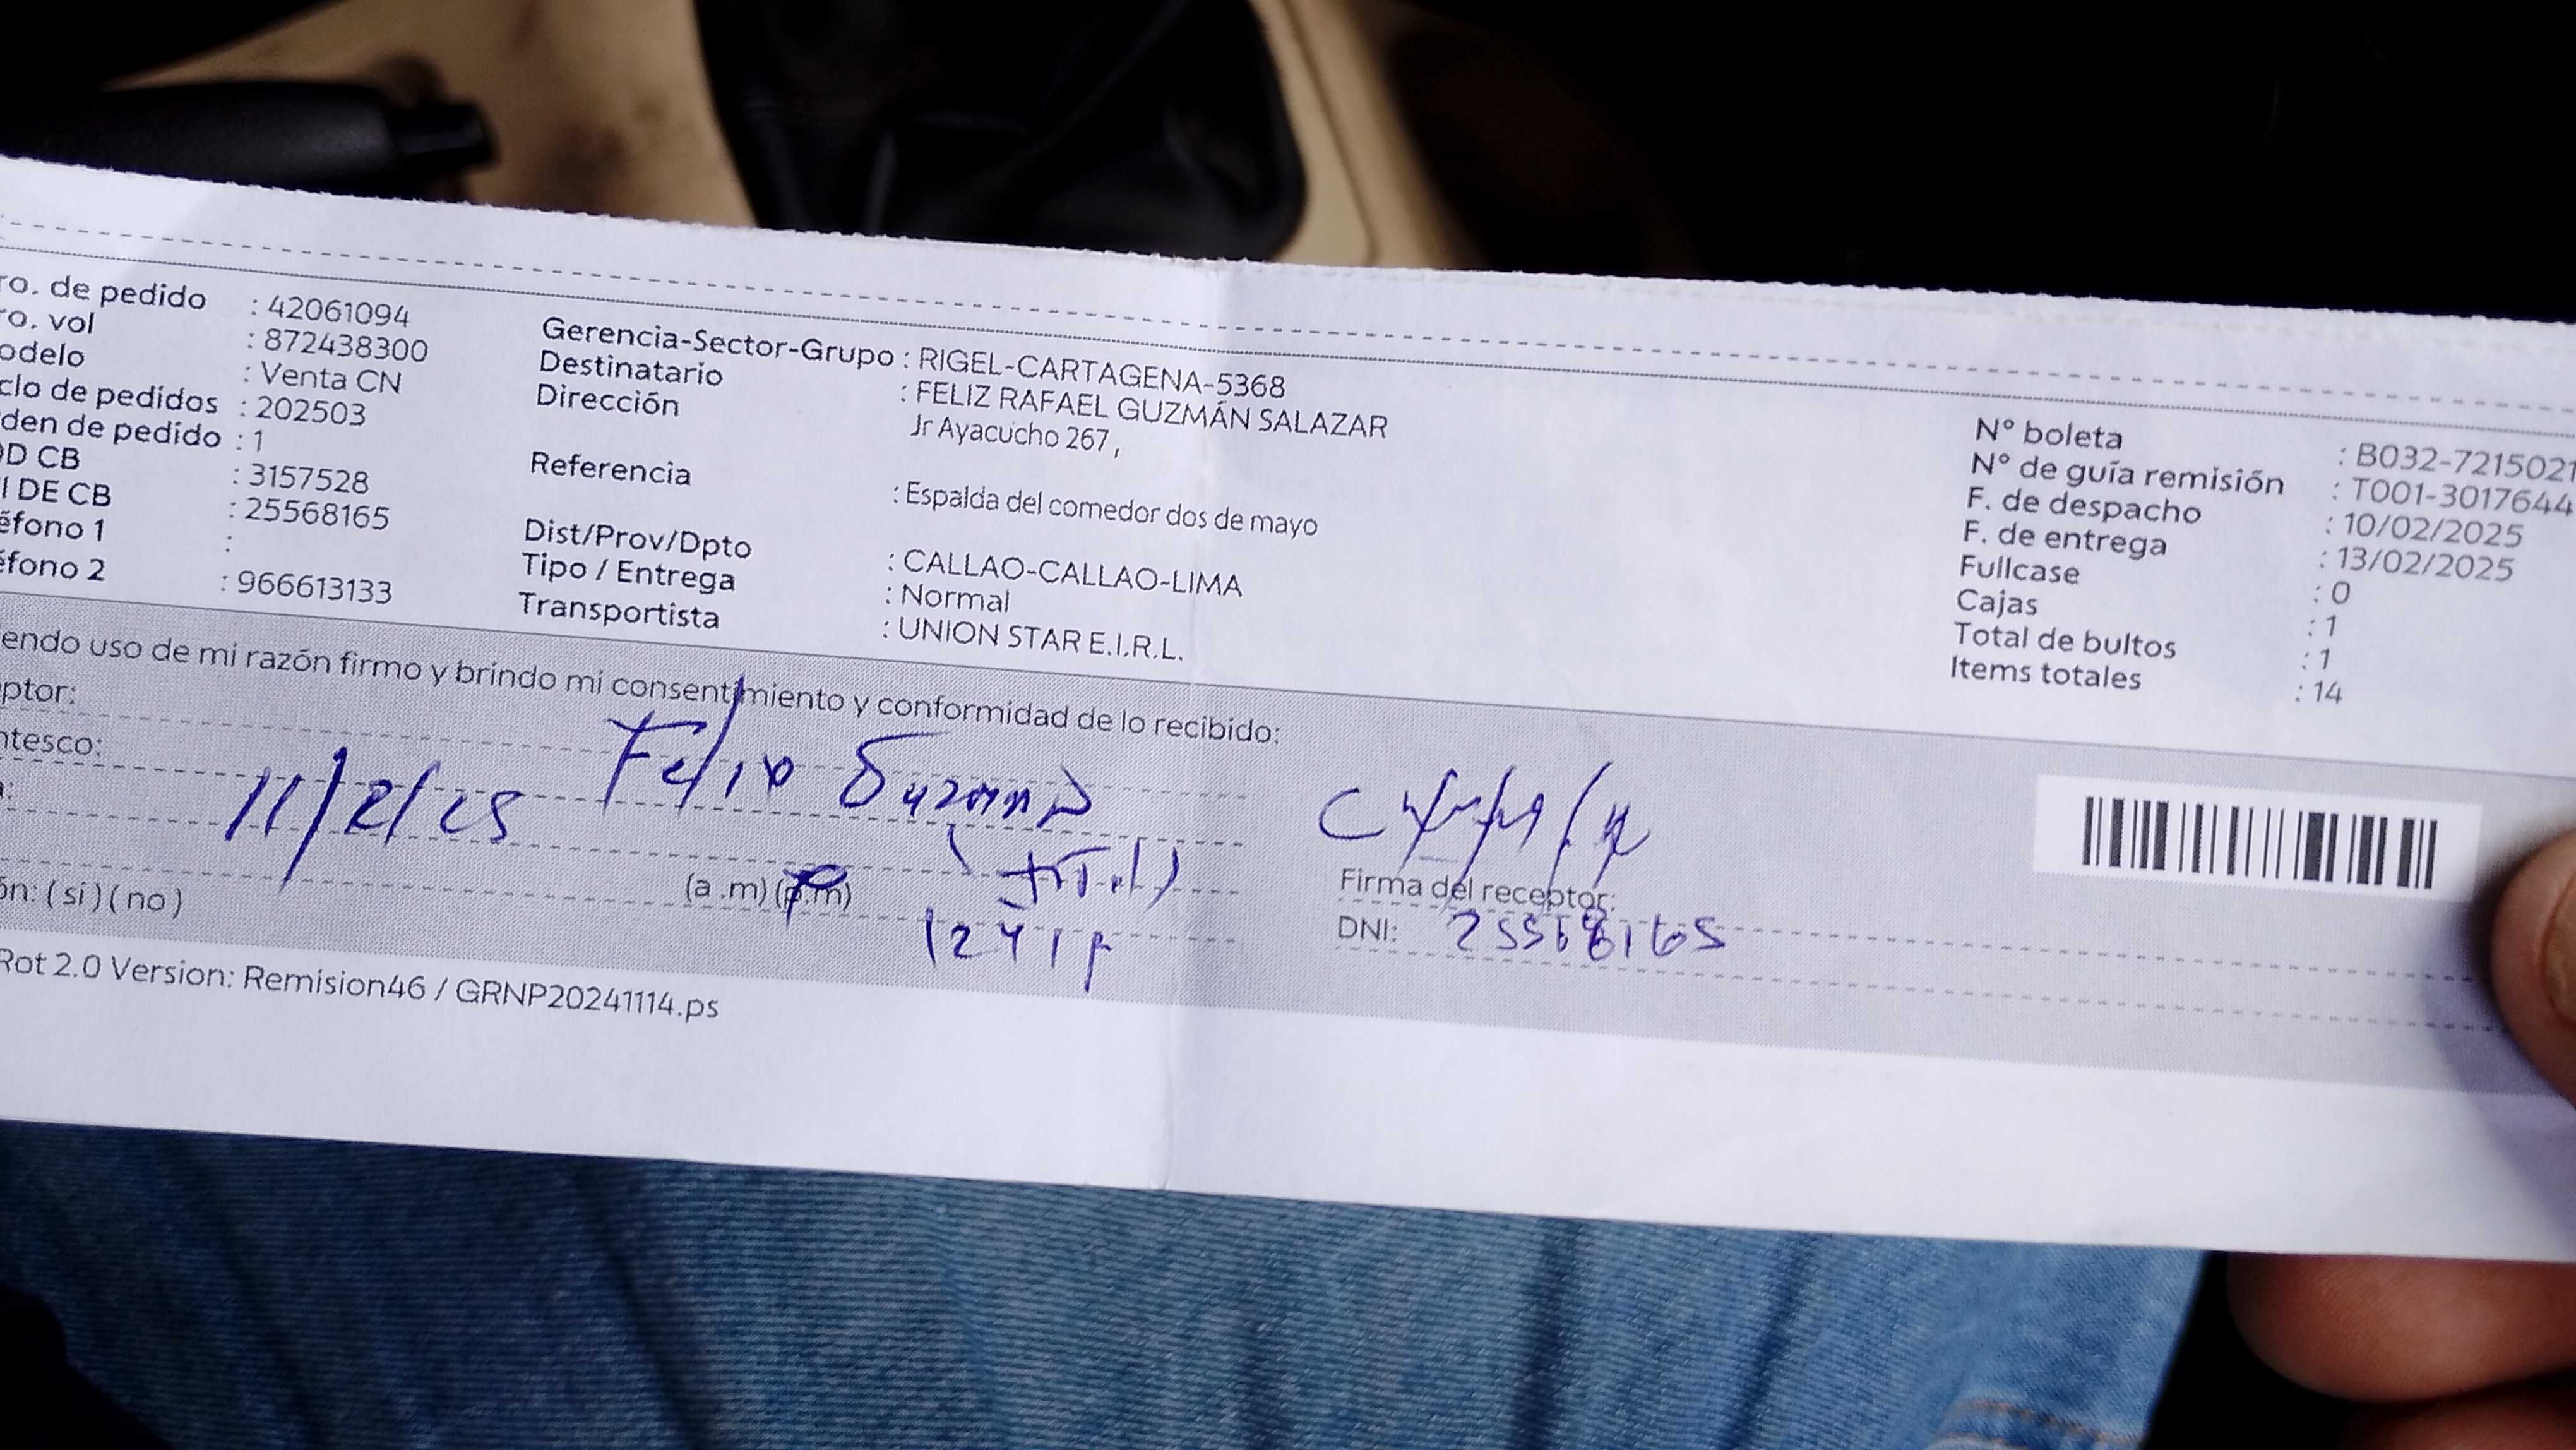 ro. de pedido : 42061094
ro. vol : 872438300
odelo : Venta CN
clo de pedidos : 202503
den de pedido : 1
D CB : 3157528
I DE CB : 25568165
éfono 1 :
éfono 2 : 966613133
Gerencia-Sector-Grupo : RIGEL-CARTAGENA-5368
Destinatario : FELIZ RAFAEL GUZMÁN SALAZAR
Dirección Jr Ayacucho 267 ,
Referencia : Espalda del comedor dos de mayo
Dist/Prov/Dpto : CALLAO-CALLAO-LIMA
Tipo / Entrega : Normal
Transportista : UNION STAR E.I.R.L.
N° boleta : B032-7215021
N° de guía remisión : T001-3017644
F. de despacho : 10/02/2025
F. de entrega : 13/02/2025
Fullcase : 0
Cajas : 1
Total de bultos : 1
Items totales : 14
endo uso de mi razón firmo y brindo mi consentimiento y conformidad de lo recibido:
ptor:
ntesco:
a:
11/2/25
ón: ( si ) ( no )
(a .m) (p.m)
Firma del receptor:
DNI: 25568165
Rot 2.0 Version: Remision46 / GRNP20241114.ps